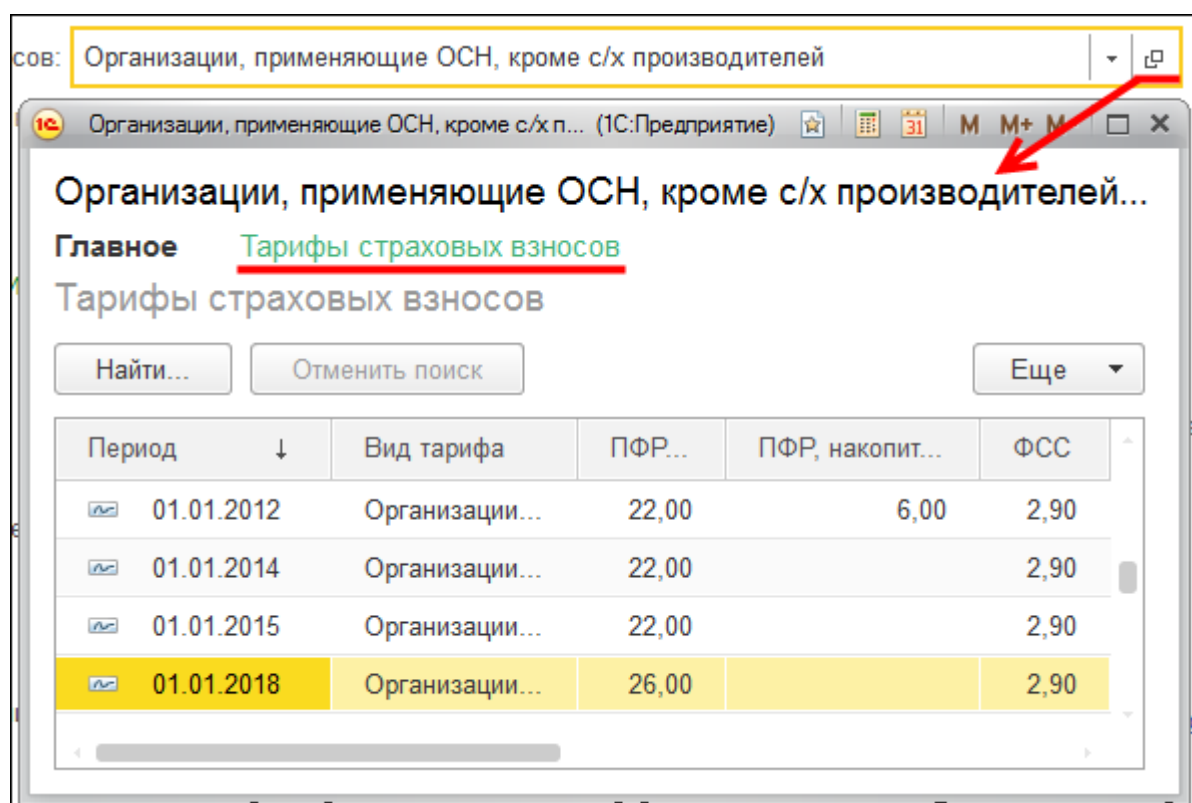 сов: Организации, применяющие ОСН, кроме с/х производителей
1С Организации, применяющие ОСН, кроме с/х п... (1С:Предприятие) 31 M M+ M-
Организации, применяющие ОСН, кроме с/х производителей...
Главное Тарифы страховых взносов
Тарифы страховых взносов
Найти... Отменить поиск Еще
Период ↓ Вид тарифа ПФР... ПФР, накопит... ФСС
01.01.2012 Организации... 22,00 6,00 2,90
01.01.2014 Организации... 22,00 2,90
01.01.2015 Организации... 22,00 2,90
01.01.2018 Организации... 26,00 2,90